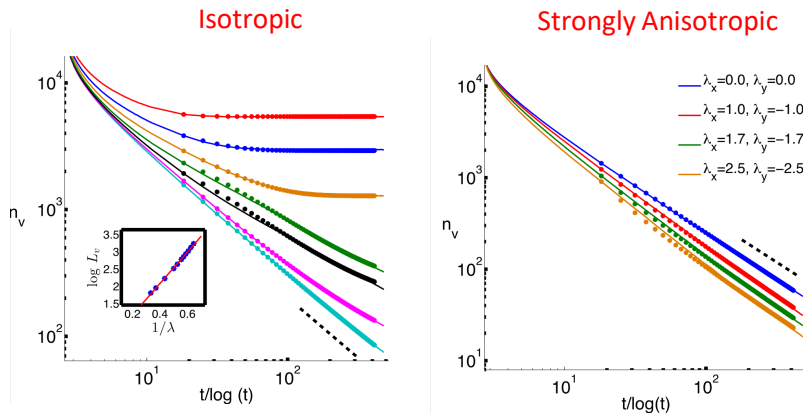 Isotropic
10^4
10^3
10^2
n_v
3.5
3.0
2.5
2.0
1.5
log L_v
0.2 0.4 0.6
1/λ
10^1 10^2
t/log (t)
Strongly Anisotropic
10^4
10^3
10^2
10^1
n_v
λ_x=0.0, λ_y=0.0
λ_x=1.0, λ_y=−1.0
λ_x=1.7, λ_y=−1.7
λ_x=2.5, λ_y=−2.5
10^1 10^2
t/log(t)